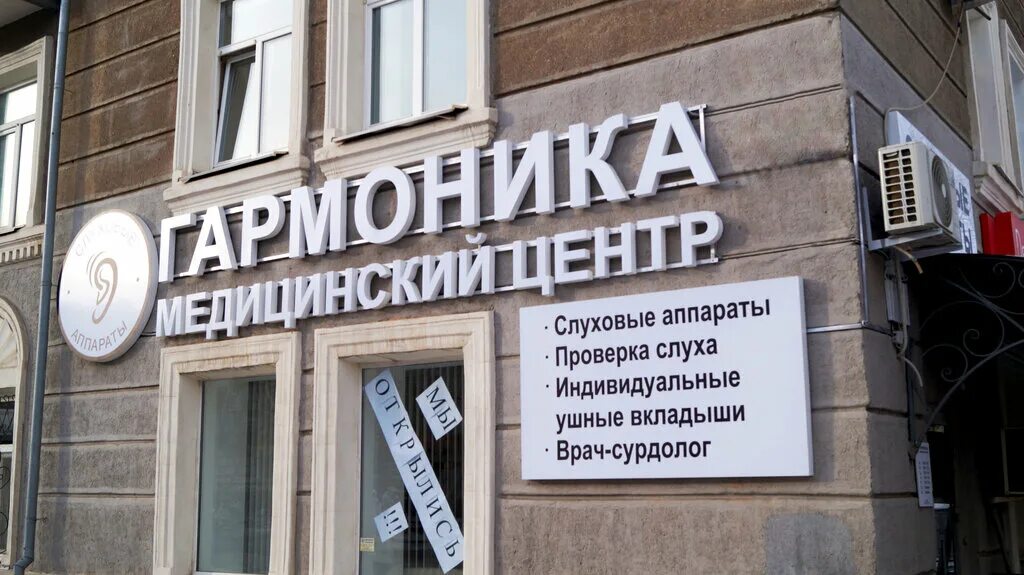 СЛУХОВЫЕ
АППАРАТЫ
ГАРМОНИКА
МЕДИЦИНСКИЙ ЦЕНТР
· Слуховые аппараты
· Проверка слуха
· Индивидуальные
ушные вкладыши
· Врач-сурдолог
МЫ
ОТКРЫЛИСЬ
!!!